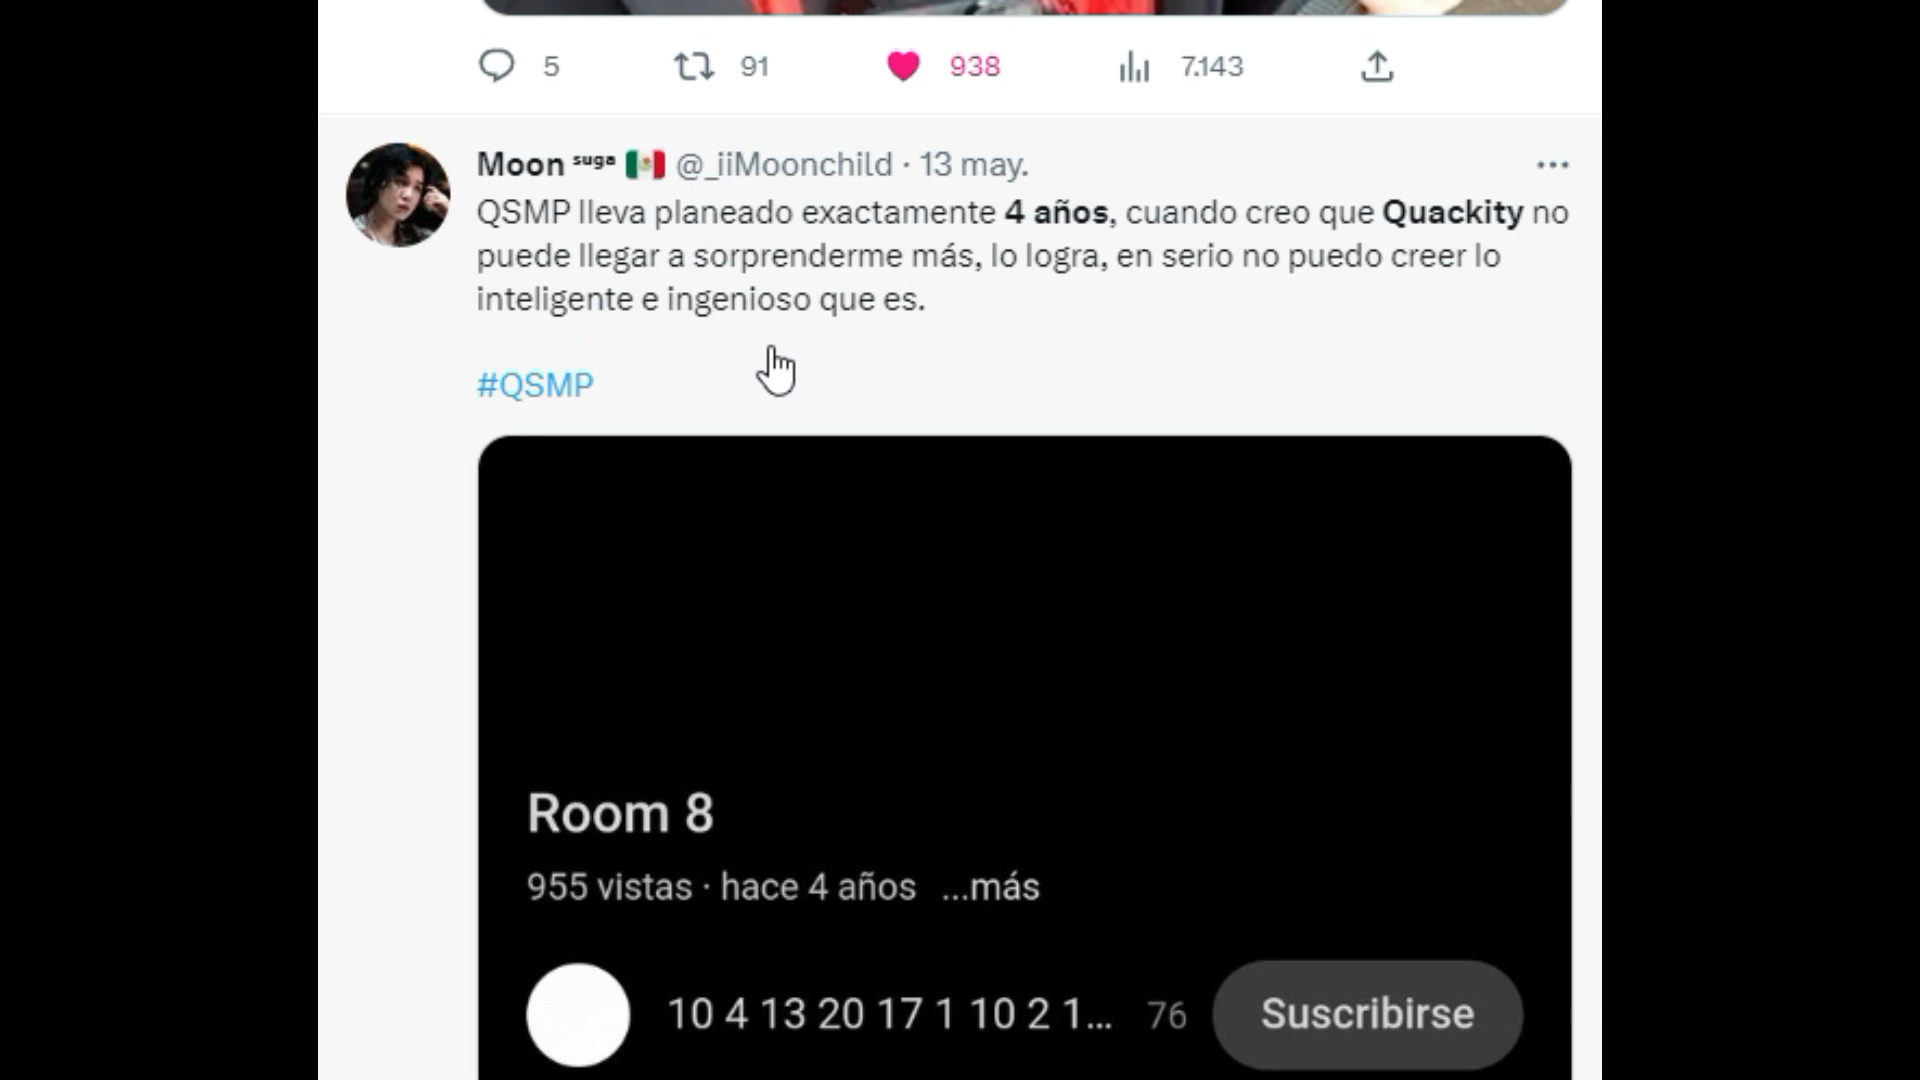 5 91 938 7.143
Moon suga @_iiMoonchild · 13 may.
QSMP lleva planeado exactamente 4 años, cuando creo que Quackity no
puede llegar a sorprenderme más, lo logra, en serio no puedo creer lo
inteligente e ingenioso que es.
#QSMP
Room 8
955 vistas · hace 4 años ...más
10 4 13 20 17 1 10 2 1... 76 Suscribirse